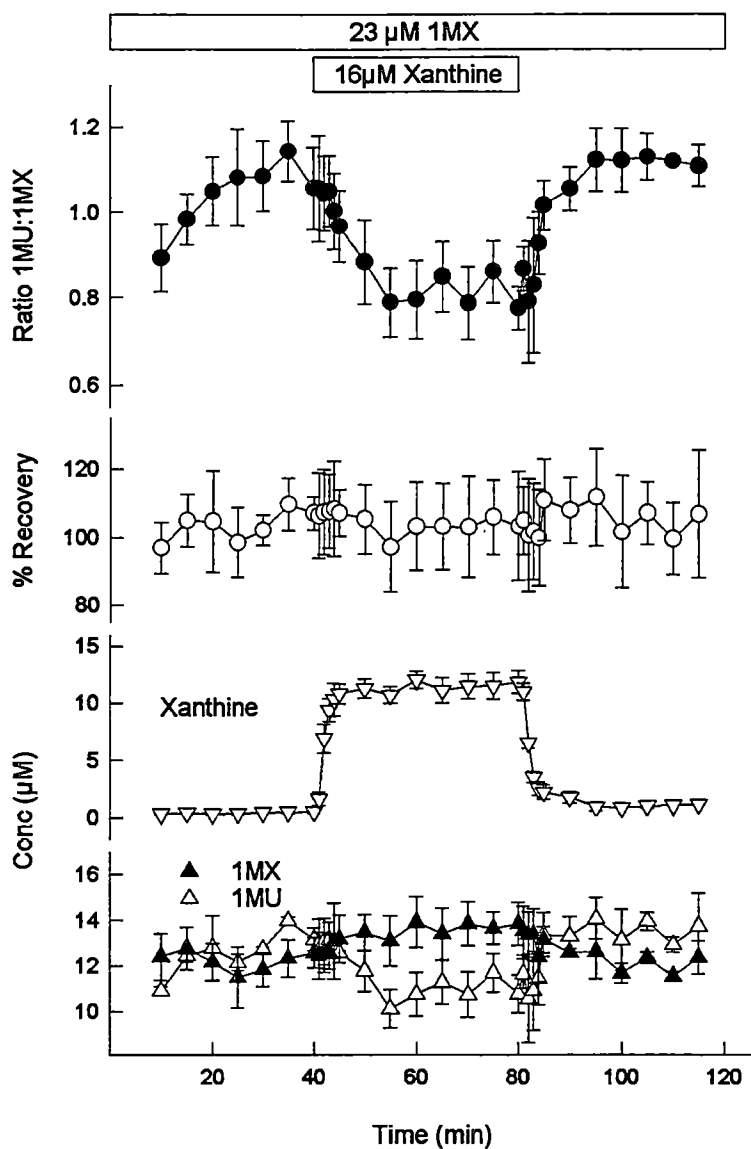 23 µM 1MX
16µM Xanthine
Ratio 1MU:1MX
1.2
1.0
0.8
0.6
% Recovery
120
100
80
Conc (µM)
15
10
5
0
Xanthine
1MX
1MU
16
14
12
10
20
40
60
80
100
120
Time (min)